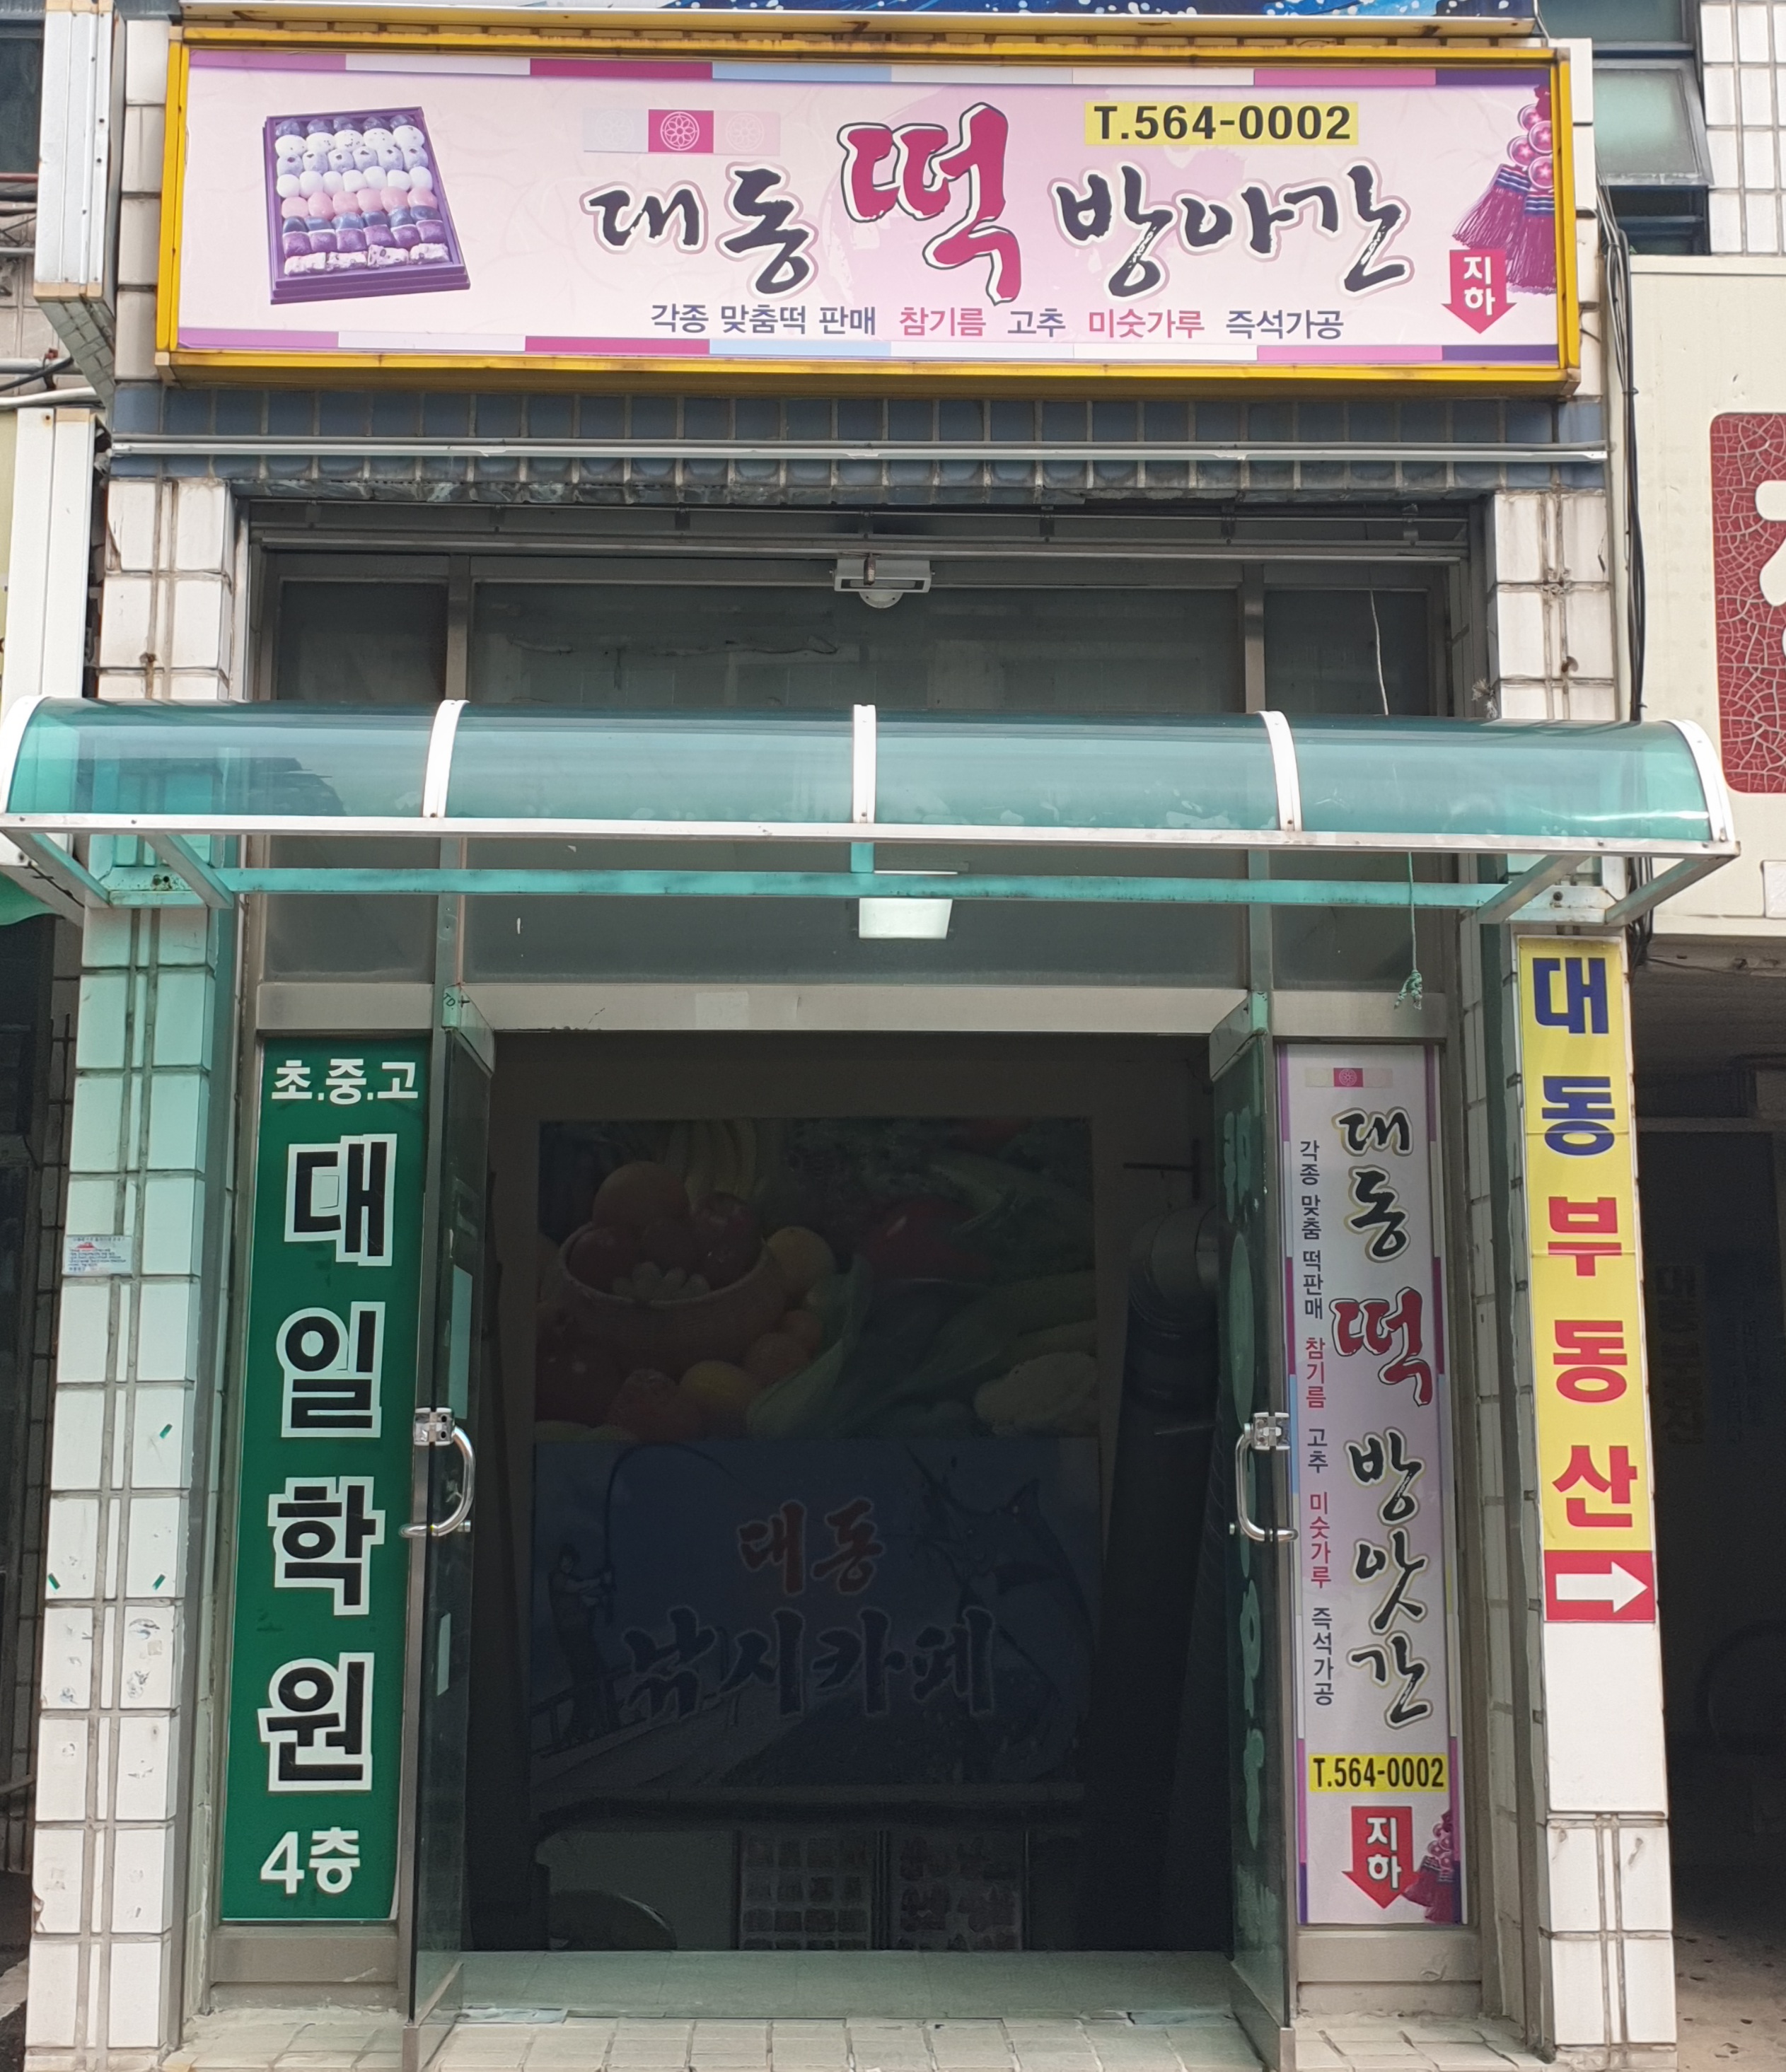 T.564-0002
대동 떡 방아간
지하
각종 맞춤떡 판매 참기름 고추 미숫가루 즉석가공
초.중.고
대일학원
4층
대동
낚시카페
대동 떡 방앗간
각종 맞춤 떡판매 참기름 고추 미숫가루 즉석가공
T.564-0002
지하
대동부동산